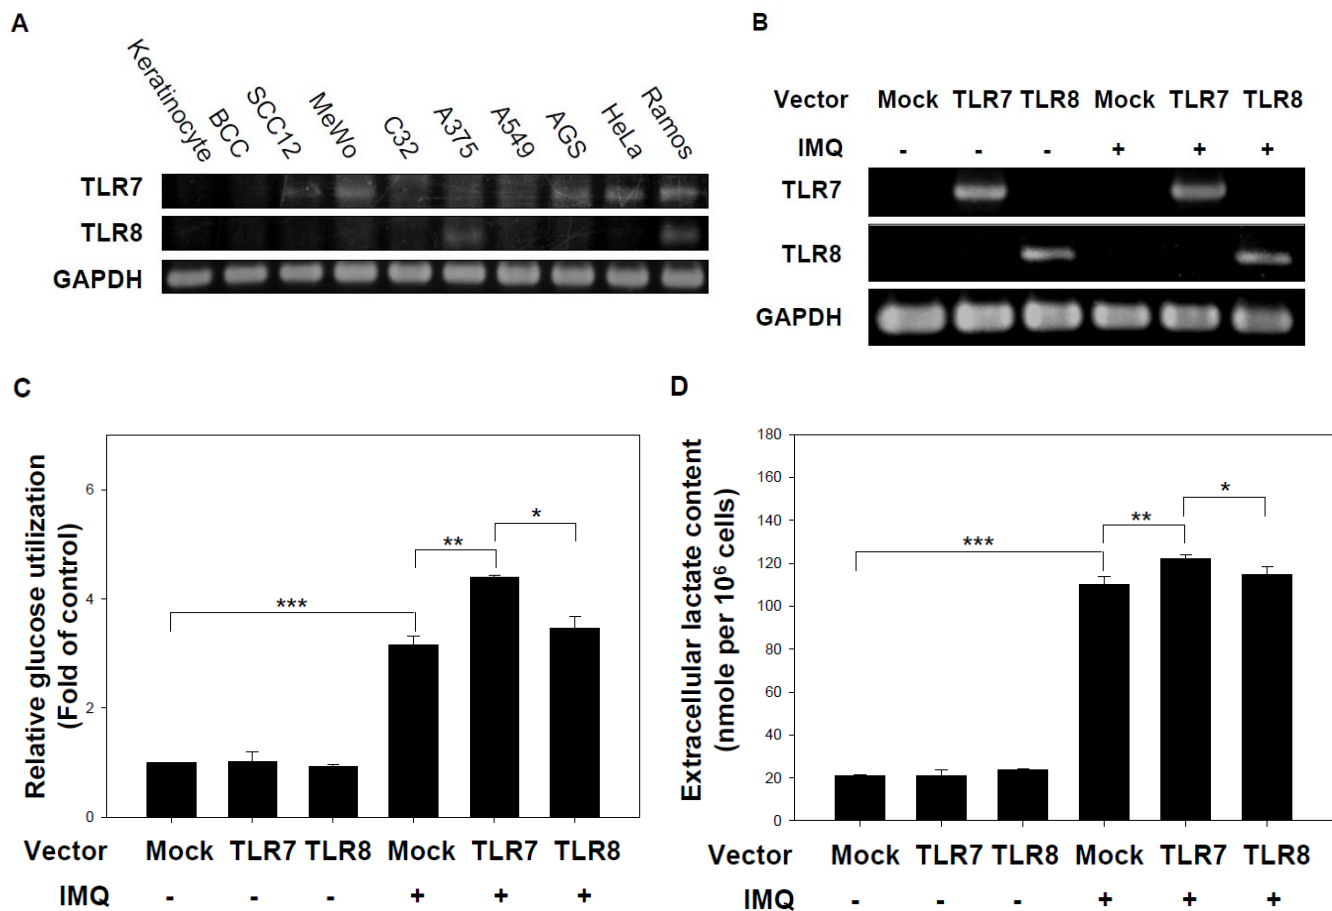 A
Keratinocyte BCC SCC12 MeWo C32 A375 A549 AGS HeLa Ramos
TLR7
TLR8
GAPDH
B
Vector Mock TLR7 TLR8 Mock TLR7 TLR8
IMQ - - - + + +
TLR7
TLR8
GAPDH
C
Relative glucose utilization
(Fold of control)
6
4
2
0
***
**
*
Vector Mock TLR7 TLR8 Mock TLR7 TLR8
IMQ - - - + + +
D
Extracellular lactate content
(nmole per 10⁶ cells)
180
160
140
120
100
80
60
40
20
0
***
**
*
Vector Mock TLR7 TLR8 Mock TLR7 TLR8
IMQ - - - + + +